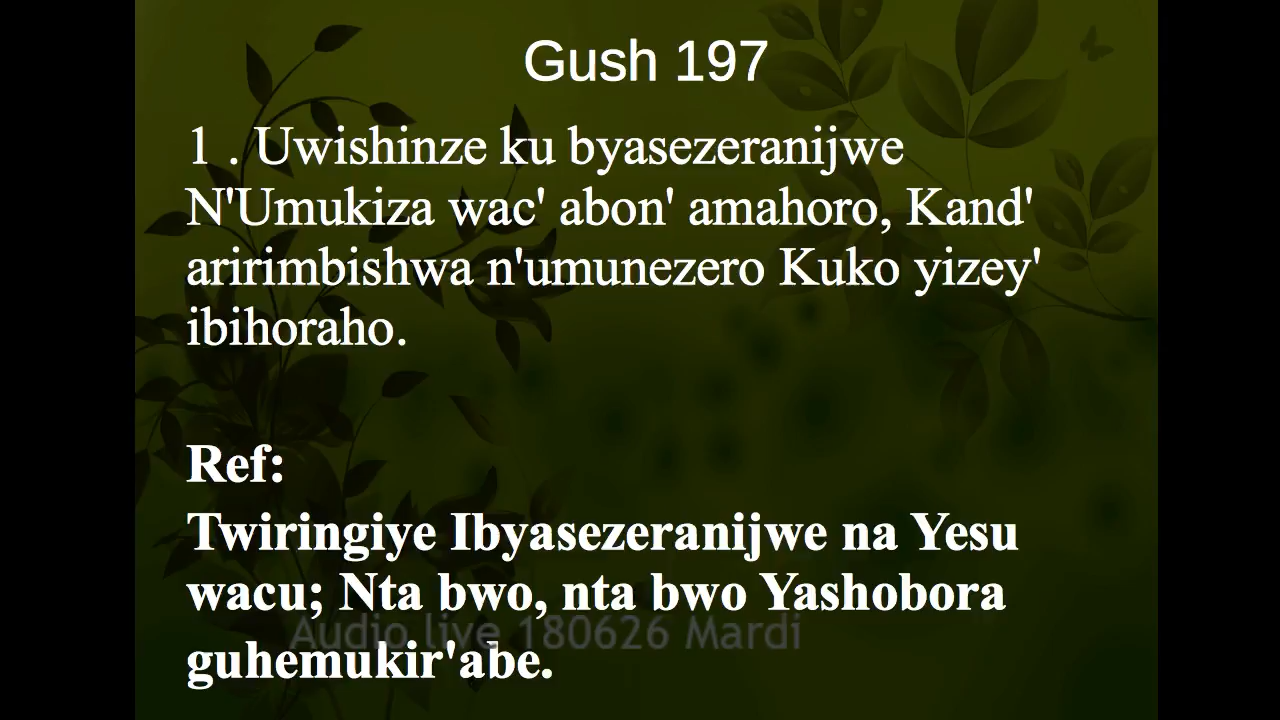 Gush 197
1 . Uwishinze ku byasezeranijwe
N'Umukiza wac' abon' amahoro, Kand'
aririmbishwa n'umunezero Kuko yizey'
ibihoraho.
Ref:
Twiringiye Ibyasezeranijwe na Yesu
wacu; Nta bwo, nta bwo Yashobora
Audio live 180626 Mardi
guhemukir'abe.